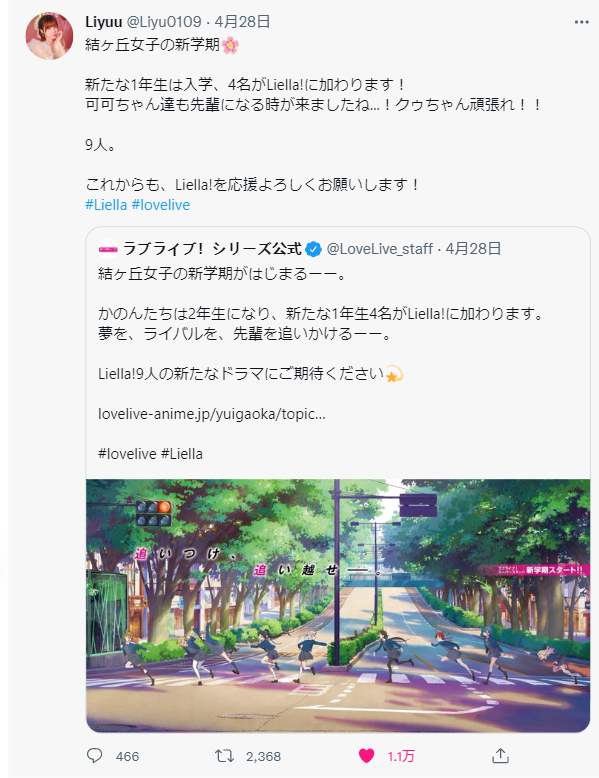 Liyuu @Liyu0109 · 4月28日
結ヶ丘女子の新学期🌸
新たな1年生は入学、4名がLiella!に加わります！
可可ちゃん達も先輩になる時が来ましたね...！クゥちゃん頑張れ！！
9人。
これからも、Liella!を応援よろしくお願いします！
#Liella #lovelive
ラブライブ！シリーズ公式 @LoveLive_staff · 4月28日
結ヶ丘女子の新学期がはじまるーー。
かのんたちは2年生になり、新たな1年生4名がLiella!に加わります。
夢を、ライバルを、先輩を追いかけるーー。
Liella!9人の新たなドラマにご期待ください💫
lovelive-anime.jp/yuigaoka/topic...
#lovelive #Liella
追いつけ、
追い越せ――。
新学期スタート!!
466 2,368 1.1万